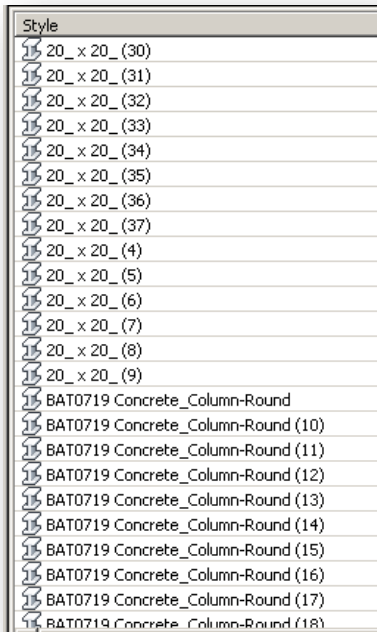 Style
20_ x 20_ (30)
20_ x 20_ (31)
20_ x 20_ (32)
20_ x 20_ (33)
20_ x 20_ (34)
20_ x 20_ (35)
20_ x 20_ (36)
20_ x 20_ (37)
20_ x 20_ (4)
20_ x 20_ (5)
20_ x 20_ (6)
20_ x 20_ (7)
20_ x 20_ (8)
20_ x 20_ (9)
BAT0719 Concrete_Column-Round
BAT0719 Concrete_Column-Round (10)
BAT0719 Concrete_Column-Round (11)
BAT0719 Concrete_Column-Round (12)
BAT0719 Concrete_Column-Round (13)
BAT0719 Concrete_Column-Round (14)
BAT0719 Concrete_Column-Round (15)
BAT0719 Concrete_Column-Round (16)
BAT0719 Concrete_Column-Round (17)
BAT0719 Concrete_Column-Round (18)